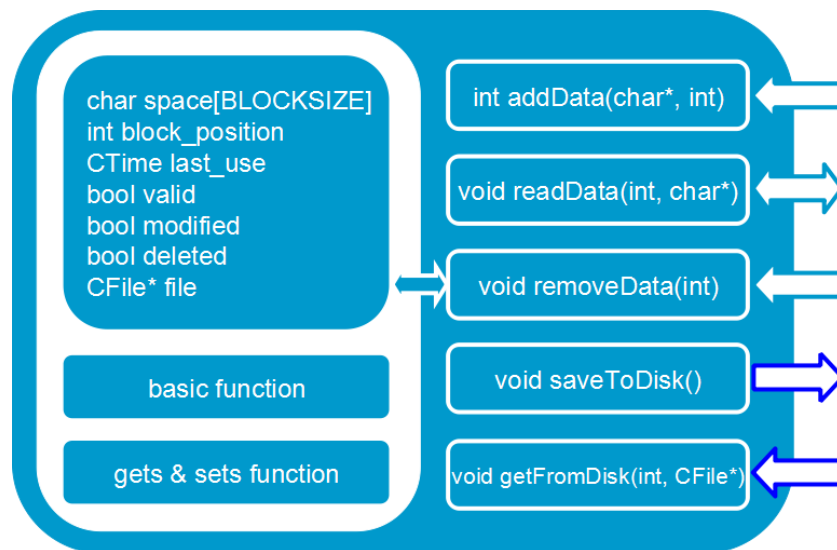 char space[BLOCKSIZE]
int block_position
CTime last_use
bool valid
bool modified
bool deleted
CFile* file
basic function
gets & sets function
int addData(char*, int)
void readData(int, char*)
void removeData(int)
void saveToDisk()
void getFromDisk(int, CFile*)